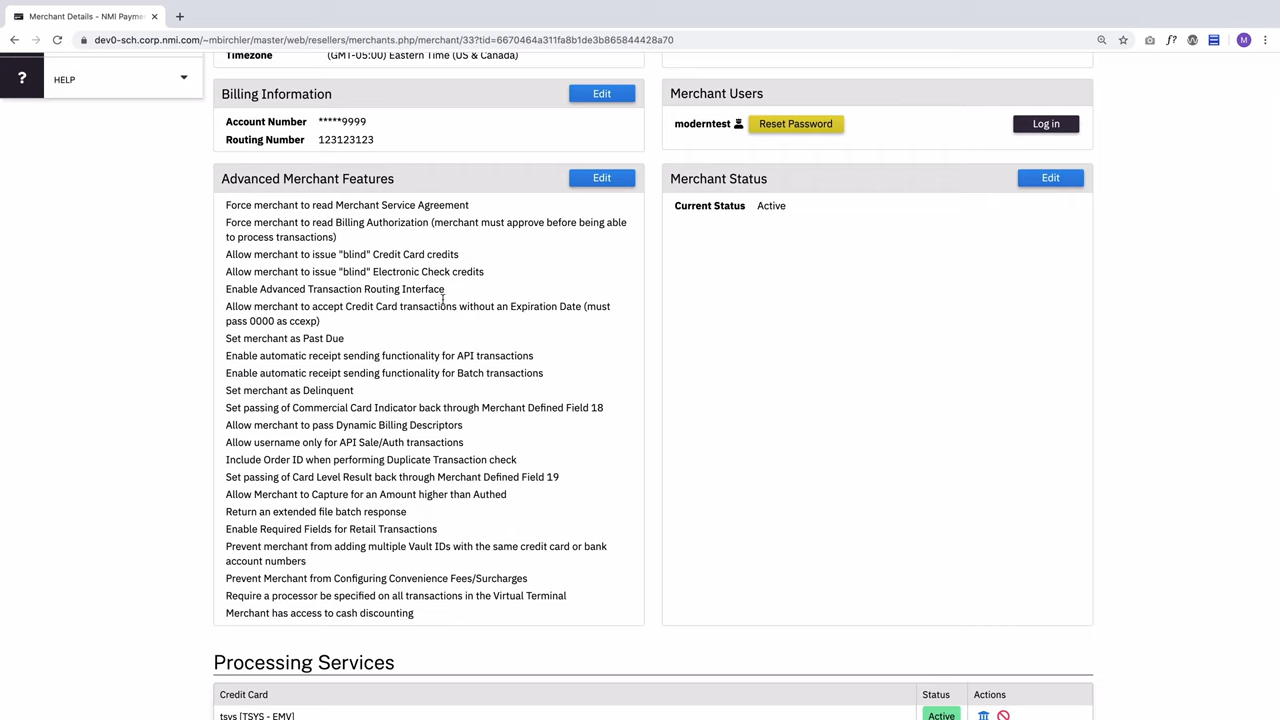 Merchant Details - NMI Payme
dev0-sch.corp.nmi.com/~mbirchler/master/web/resellers/merchants.php/merchant/33?tid=6670464a311fa8b1de3b865844428a70
M
? HELP
Timezone (GMT-05:00) Eastern Time (US & Canada)
Billing Information Edit
Account Number *****9999
Routing Number 123123123
Merchant Users
moderntest Reset Password Log in
Advanced Merchant Features Edit
Force merchant to read Merchant Service Agreement
Force merchant to read Billing Authorization (merchant must approve before being able
to process transactions)
Allow merchant to issue "blind" Credit Card credits
Allow merchant to issue "blind" Electronic Check credits
Enable Advanced Transaction Routing Interface
Allow merchant to accept Credit Card transactions without an Expiration Date (must
pass 0000 as ccexp)
Set merchant as Past Due
Enable automatic receipt sending functionality for API transactions
Enable automatic receipt sending functionality for Batch transactions
Set merchant as Delinquent
Set passing of Commercial Card Indicator back through Merchant Defined Field 18
Allow merchant to pass Dynamic Billing Descriptors
Allow username only for API Sale/Auth transactions
Include Order ID when performing Duplicate Transaction check
Set passing of Card Level Result back through Merchant Defined Field 19
Allow Merchant to Capture for an Amount higher than Authed
Return an extended file batch response
Enable Required Fields for Retail Transactions
Prevent merchant from adding multiple Vault IDs with the same credit card or bank
account numbers
Prevent Merchant from Configuring Convenience Fees/Surcharges
Require a processor be specified on all transactions in the Virtual Terminal
Merchant has access to cash discounting
Merchant Status Edit
Current Status Active
Processing Services
Credit Card Status Actions
tsys [TSYS - EMV] Active